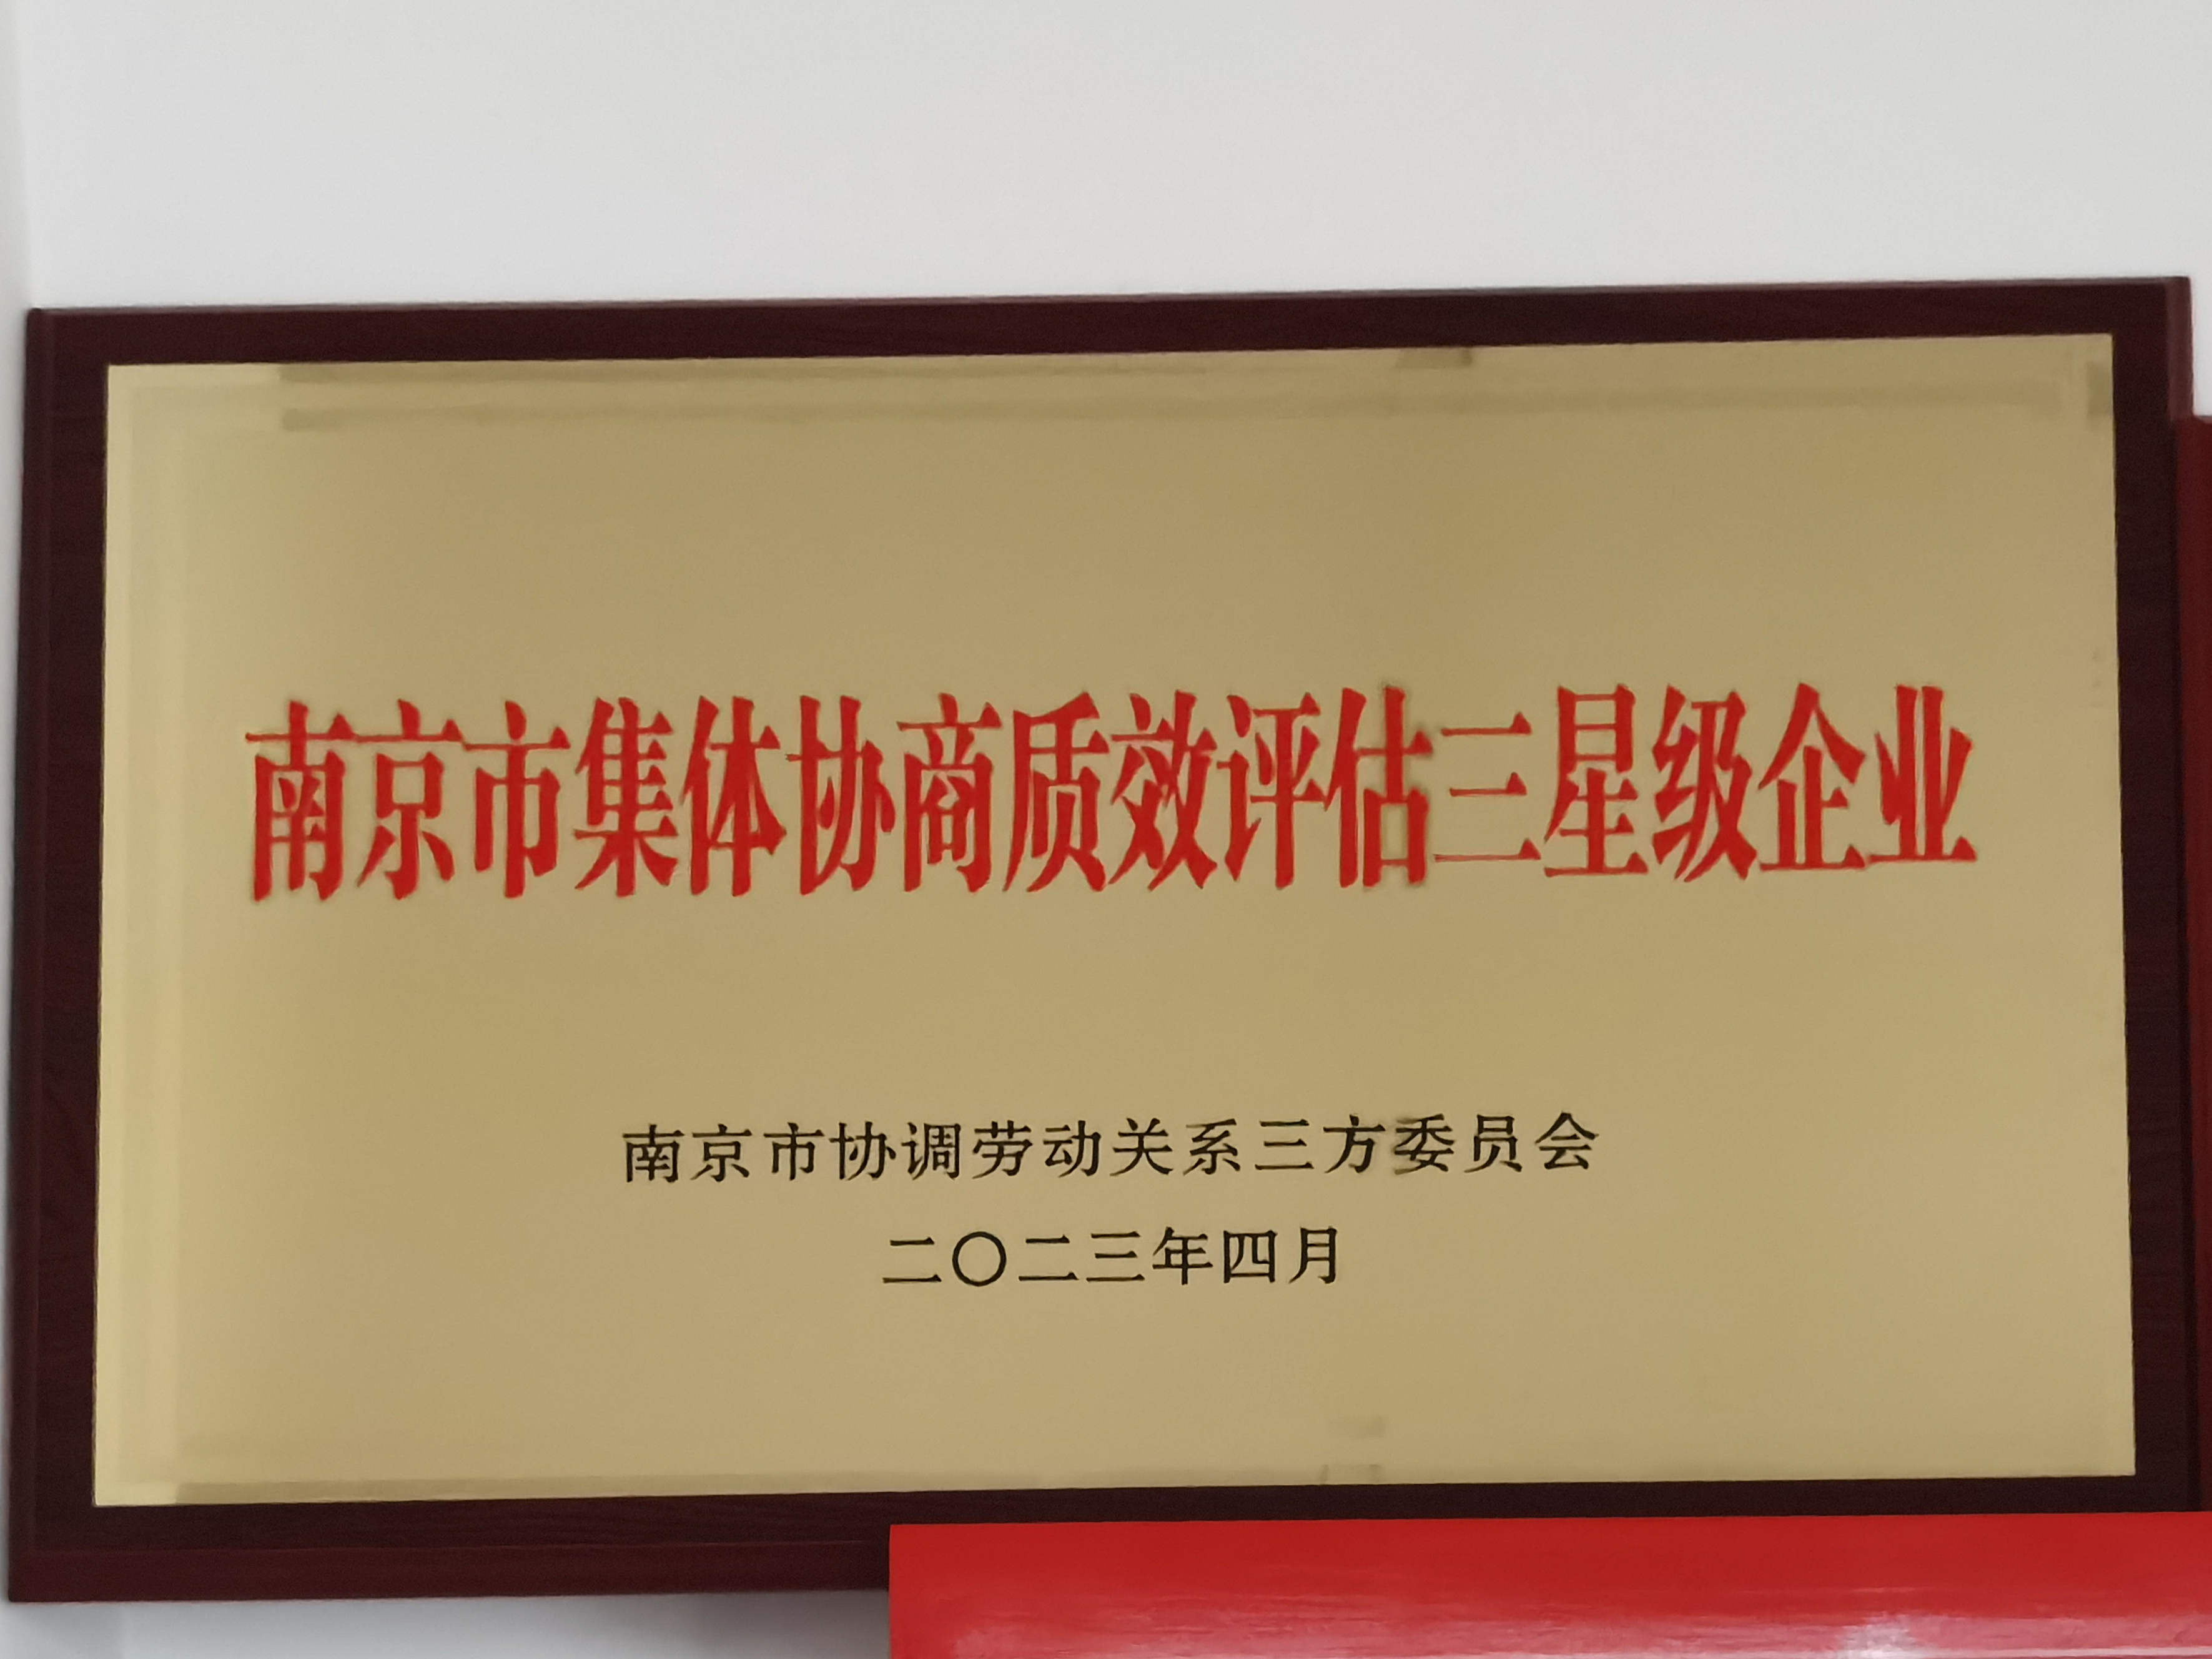 南京市集体协商质效评估三星级企业
南京市协调劳动关系三方委员会
二〇二三年四月